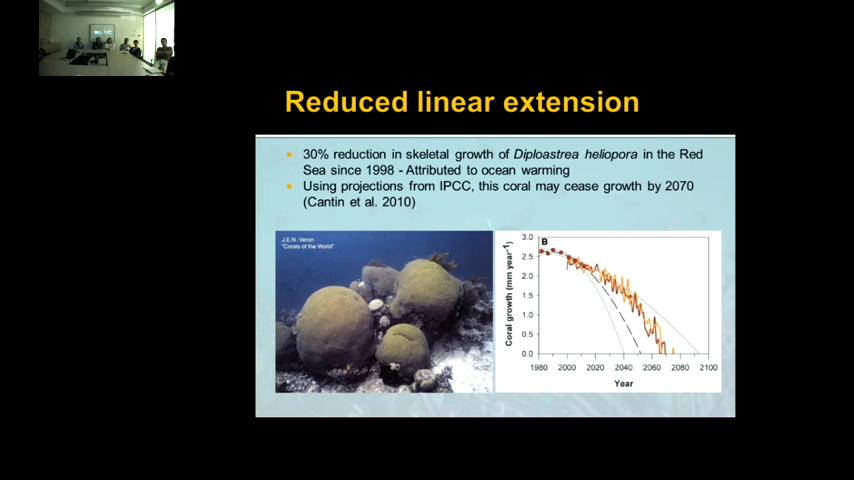 Reduced linear extension
30% reduction in skeletal growth of Diploastrea heliopora in the Red
Sea since 1998 - Attributed to ocean warming
Using projections from IPCC, this coral may cease growth by 2070
(Cantin et al. 2010)
J.E.N. Veron
"Corals of the World"
B
Coral growth (mm year-1)
3.0
2.5
2.0
1.5
1.0
0.5
0.0
1980 2000 2020 2040 2060 2080 2100
Year